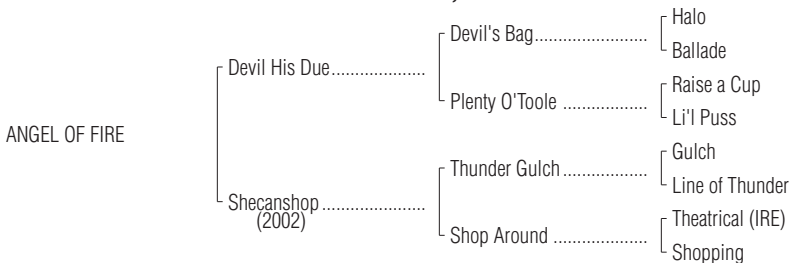 Halo
Devil's Bag..........................
Ballade
Devil His Due.....................
Raise a Cup
Plenty O'Toole ...................
Li'l Puss
ANGEL OF FIRE
Gulch
Thunder Gulch...................
Line of Thunder
Shecanshop.......................
(2002)
Theatrical (IRE)
Shop Around .....................
Shopping